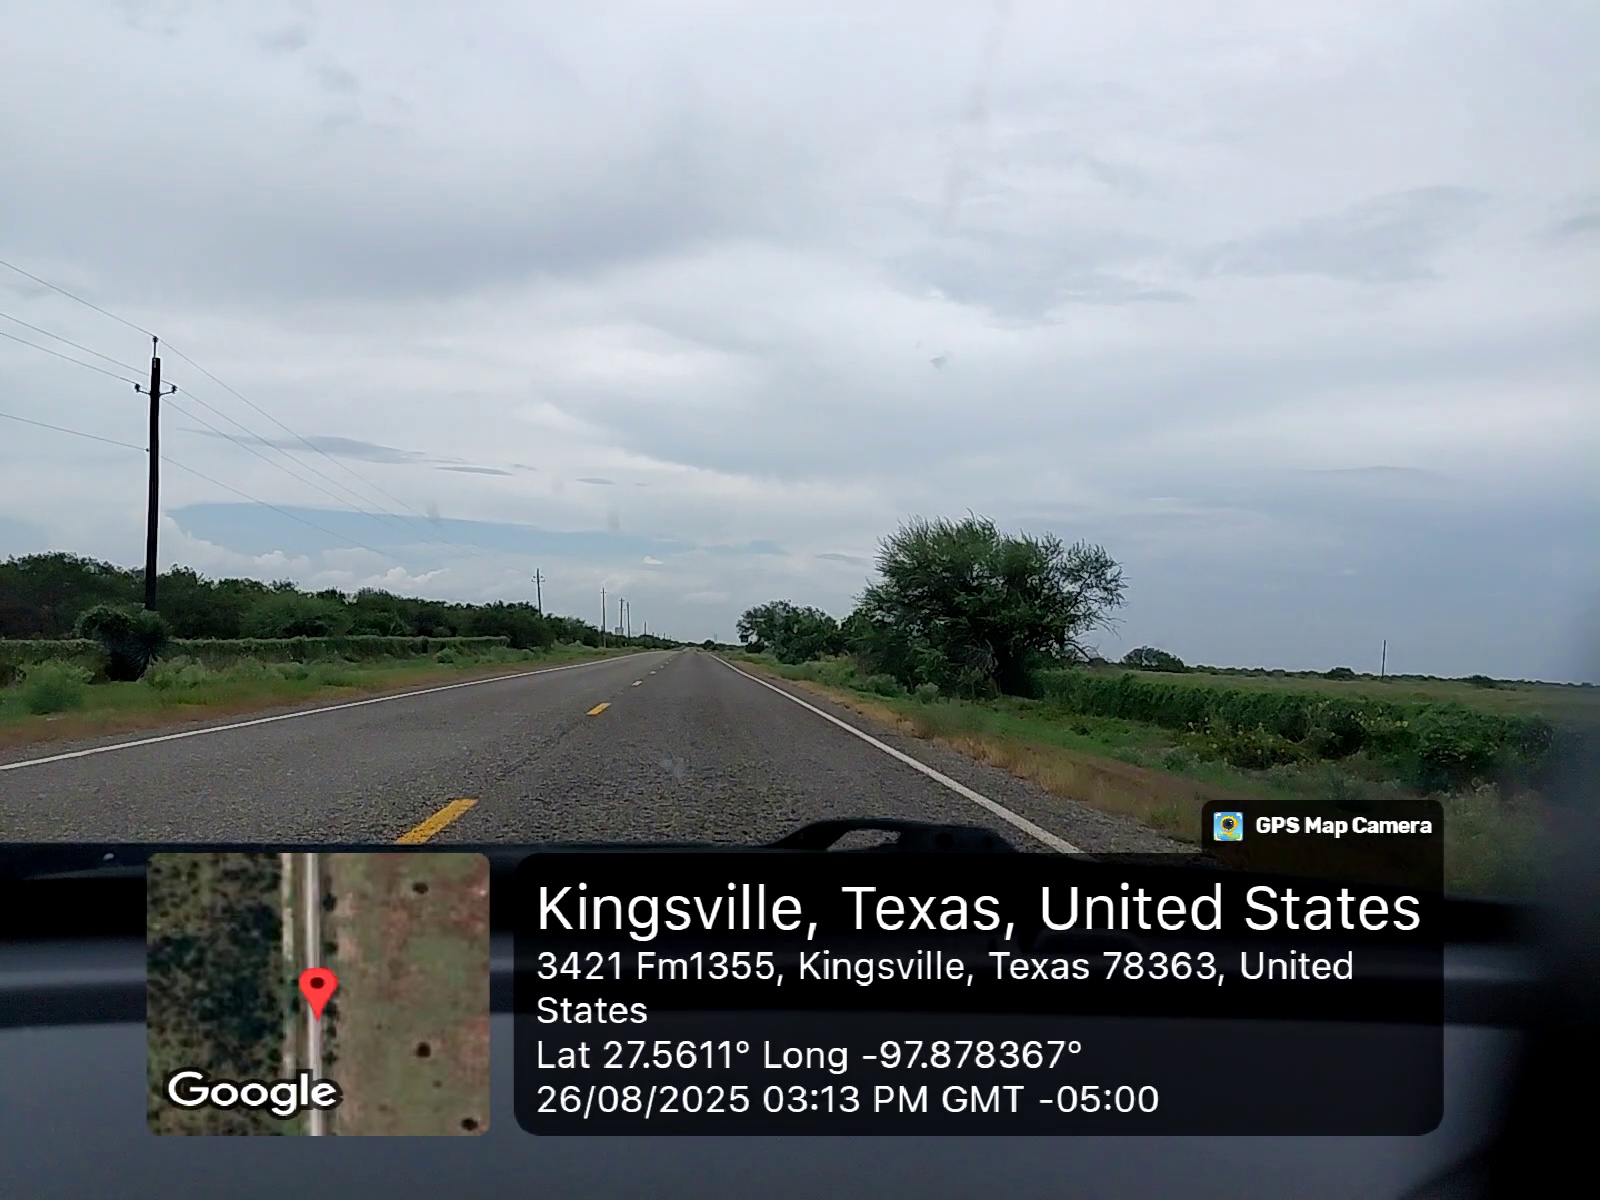 GPS Map Camera
Kingsville, Texas, United States
3421 Fm1355, Kingsville, Texas 78363, United
States
Lat 27.5611° Long -97.878367°
26/08/2025 03:13 PM GMT -05:00
Google